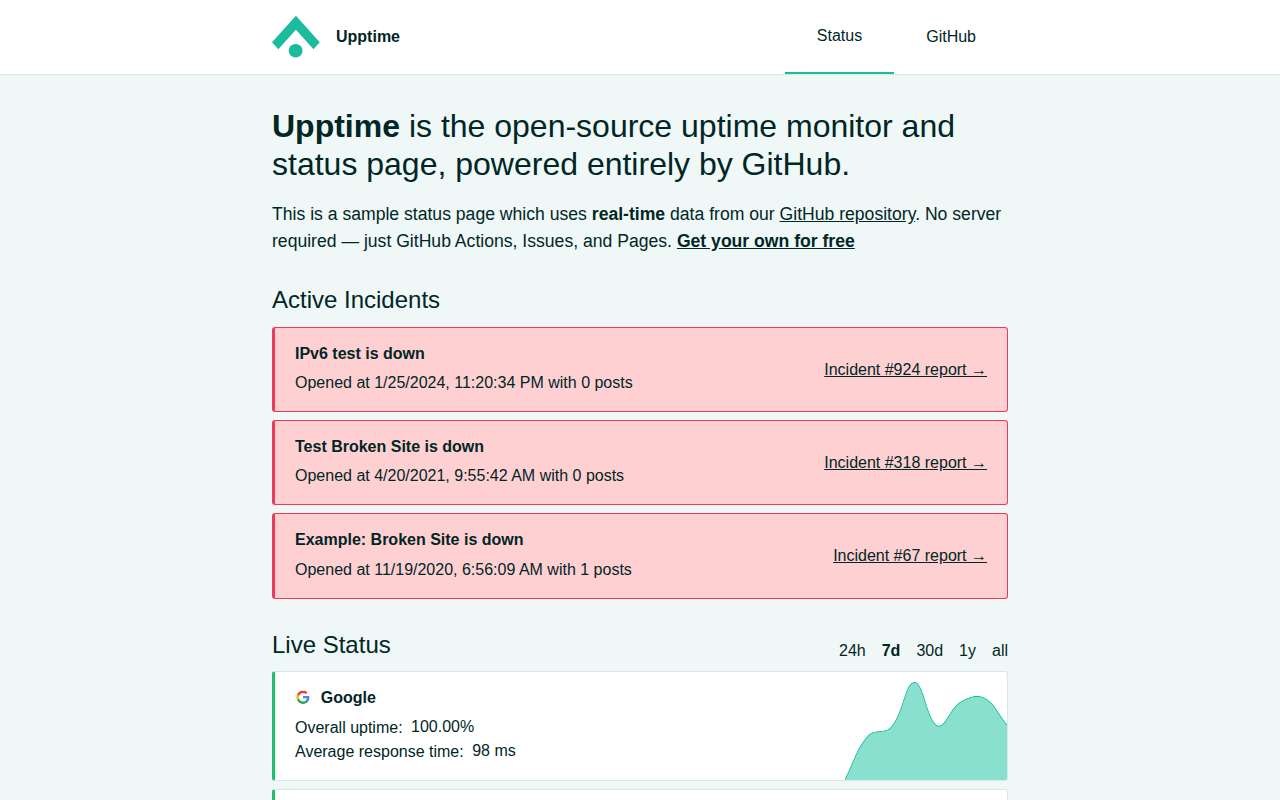 Upptime
Status
GitHub
Upptime is the open-source uptime monitor and
status page, powered entirely by GitHub.
This is a sample status page which uses real-time data from our GitHub repository. No server
required — just GitHub Actions, Issues, and Pages. Get your own for free
Active Incidents
IPv6 test is down
Opened at 1/25/2024, 11:20:34 PM with 0 posts
Incident #924 report →
Test Broken Site is down
Opened at 4/20/2021, 9:55:42 AM with 0 posts
Incident #318 report →
Example: Broken Site is down
Opened at 11/19/2020, 6:56:09 AM with 1 posts
Incident #67 report →
Live Status
24h 7d 30d 1y all
Google
Overall uptime: 100.00%
Average response time: 98 ms